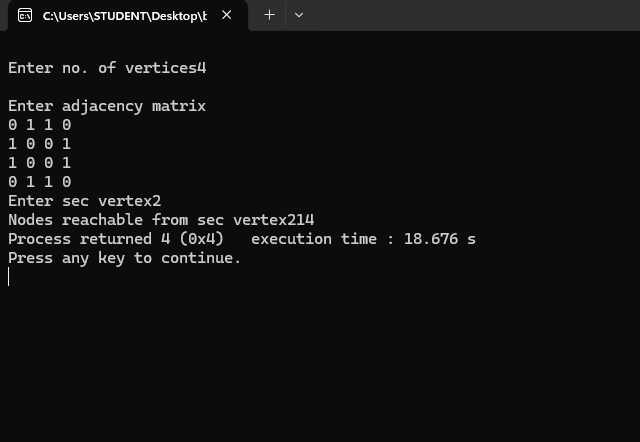 C:\Users\STUDENT\Desktop\b
Enter no. of vertices4
Enter adjacency matrix
0 1 1 0
1 0 0 1
1 0 0 1
0 1 1 0
Enter sec vertex2
Nodes reachable from sec vertex214
Process returned 4 (0x4)   execution time : 18.676 s
Press any key to continue.